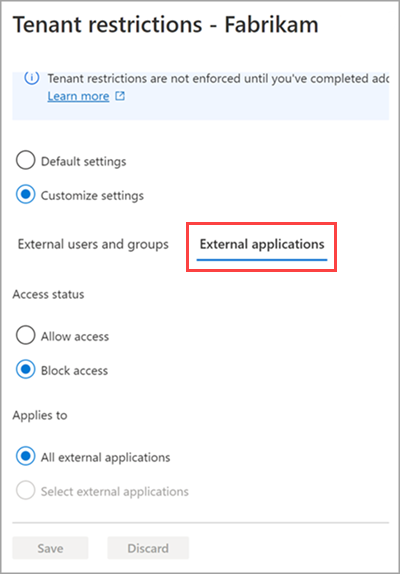 Tenant restrictions - Fabrikam
Tenant restrictions are not enforced until you've completed
Learn more
Default settings
Customize settings
External users and groups External applications
Access status
Allow access
Block access
Applies to
All external applications
Select external applications
Save Discard